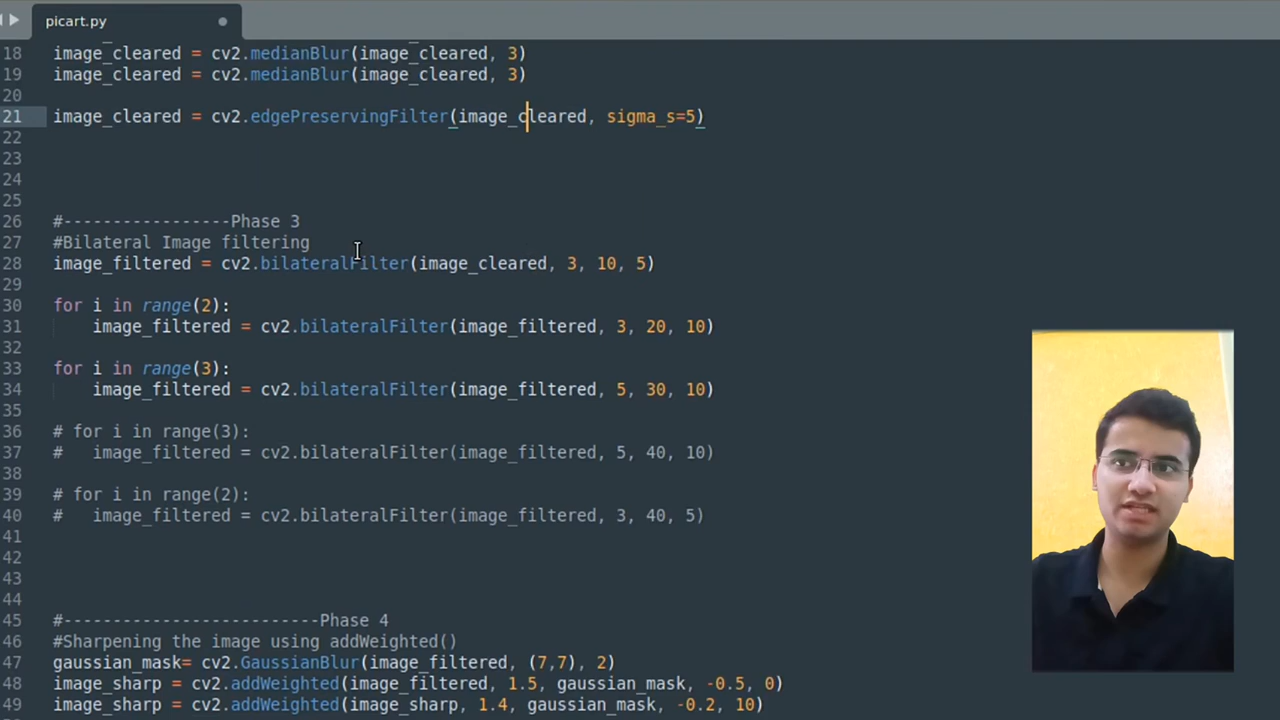 picart.py
18 image_cleared = cv2.medianBlur(image_cleared, 3)
19 image_cleared = cv2.medianBlur(image_cleared, 3)
20
21 image_cleared = cv2.edgePreservingFilter(image_cleared, sigma_s=5)
22
23
24
25
26 #-----------------Phase 3
27 #Bilateral Image filtering
28 image_filtered = cv2.bilateralFilter(image_cleared, 3, 10, 5)
29
30 for i in range(2):
31     image_filtered = cv2.bilateralFilter(image_filtered, 3, 20, 10)
32
33 for i in range(3):
34     image_filtered = cv2.bilateralFilter(image_filtered, 5, 30, 10)
35
36 # for i in range(3):
37 #   image_filtered = cv2.bilateralFilter(image_filtered, 5, 40, 10)
38
39 # for i in range(2):
40 #   image_filtered = cv2.bilateralFilter(image_filtered, 3, 40, 5)
41
42
43
44
45 #--------------------------Phase 4
46 #Sharpening the image using addWeighted()
47 gaussian_mask= cv2.GaussianBlur(image_filtered, (7,7), 2)
48 image_sharp = cv2.addWeighted(image_filtered, 1.5, gaussian_mask, -0.5, 0)
49 image_sharp = cv2.addWeighted(image_sharp, 1.4, gaussian_mask, -0.2, 10)